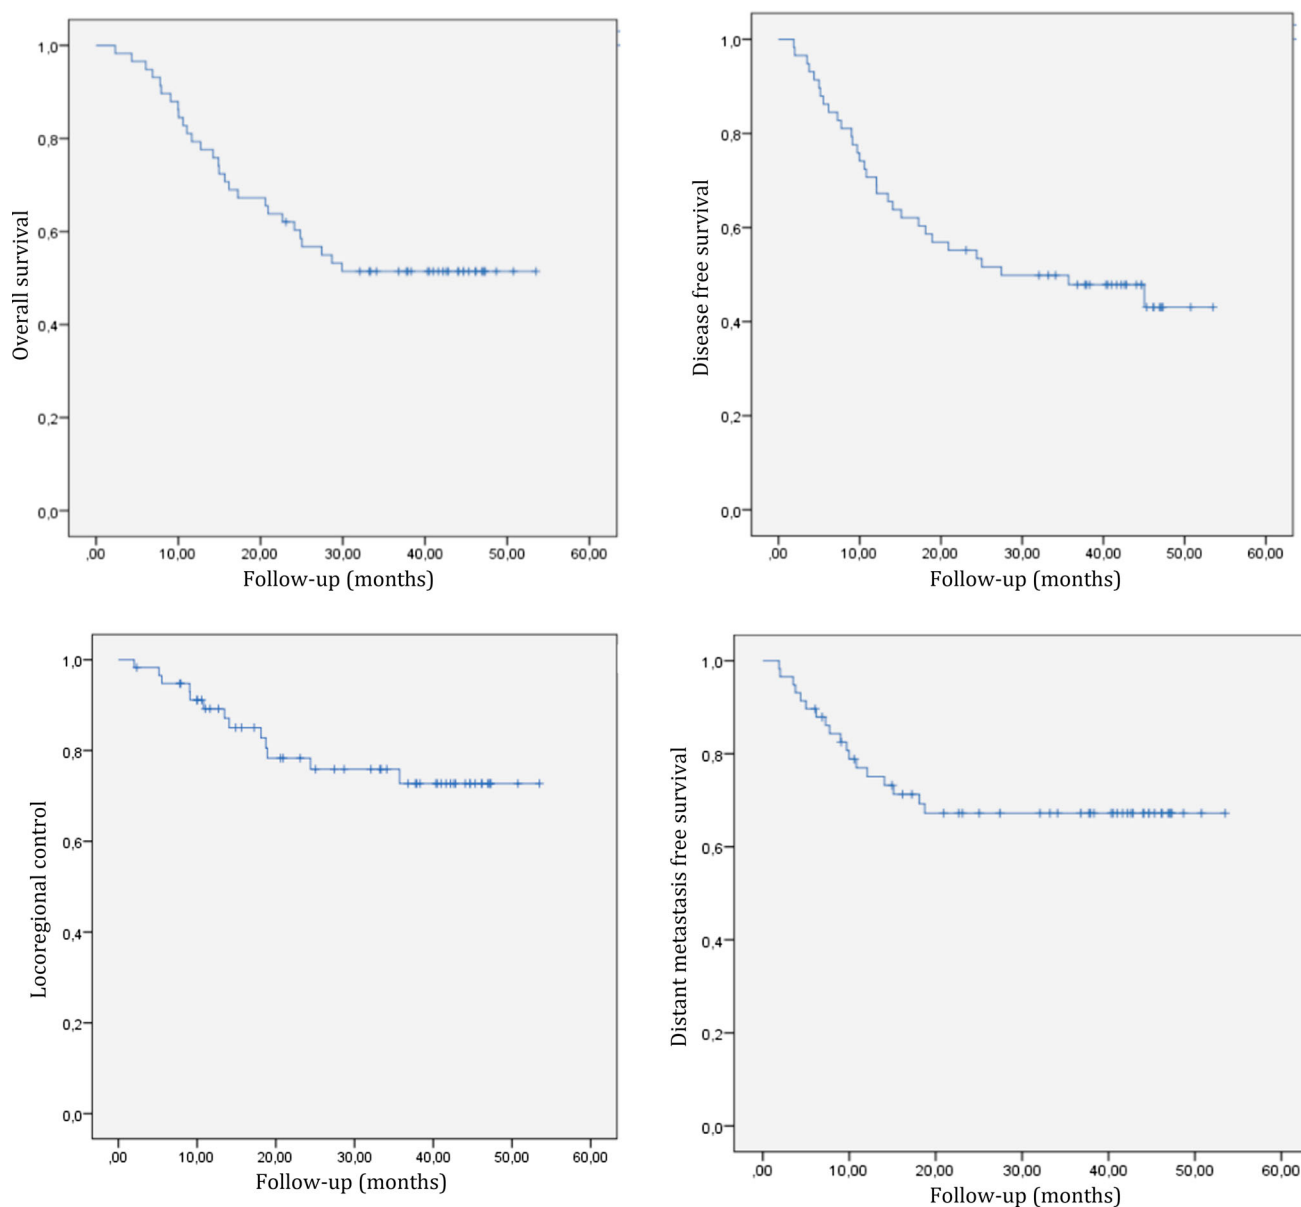 Overall survival
1,0
0,8
0,6
0,4
0,2
0,0
,00 10,00 20,00 30,00 40,00 50,00 60,00
Follow-up (months)
Disease free survival
1,0
0,8
0,6
0,4
0,2
0,0
,00 10,00 20,00 30,00 40,00 50,00 60,00
Follow-up (months)
Locoregional control
1,0
0,8
0,6
0,4
0,2
0,0
,00 10,00 20,00 30,00 40,00 50,00 60,00
Follow-up (months)
Distant metastasis free survival
1,0
0,8
0,6
0,4
0,2
0,0
,00 10,00 20,00 30,00 40,00 50,00 60,00
Follow-up (months)